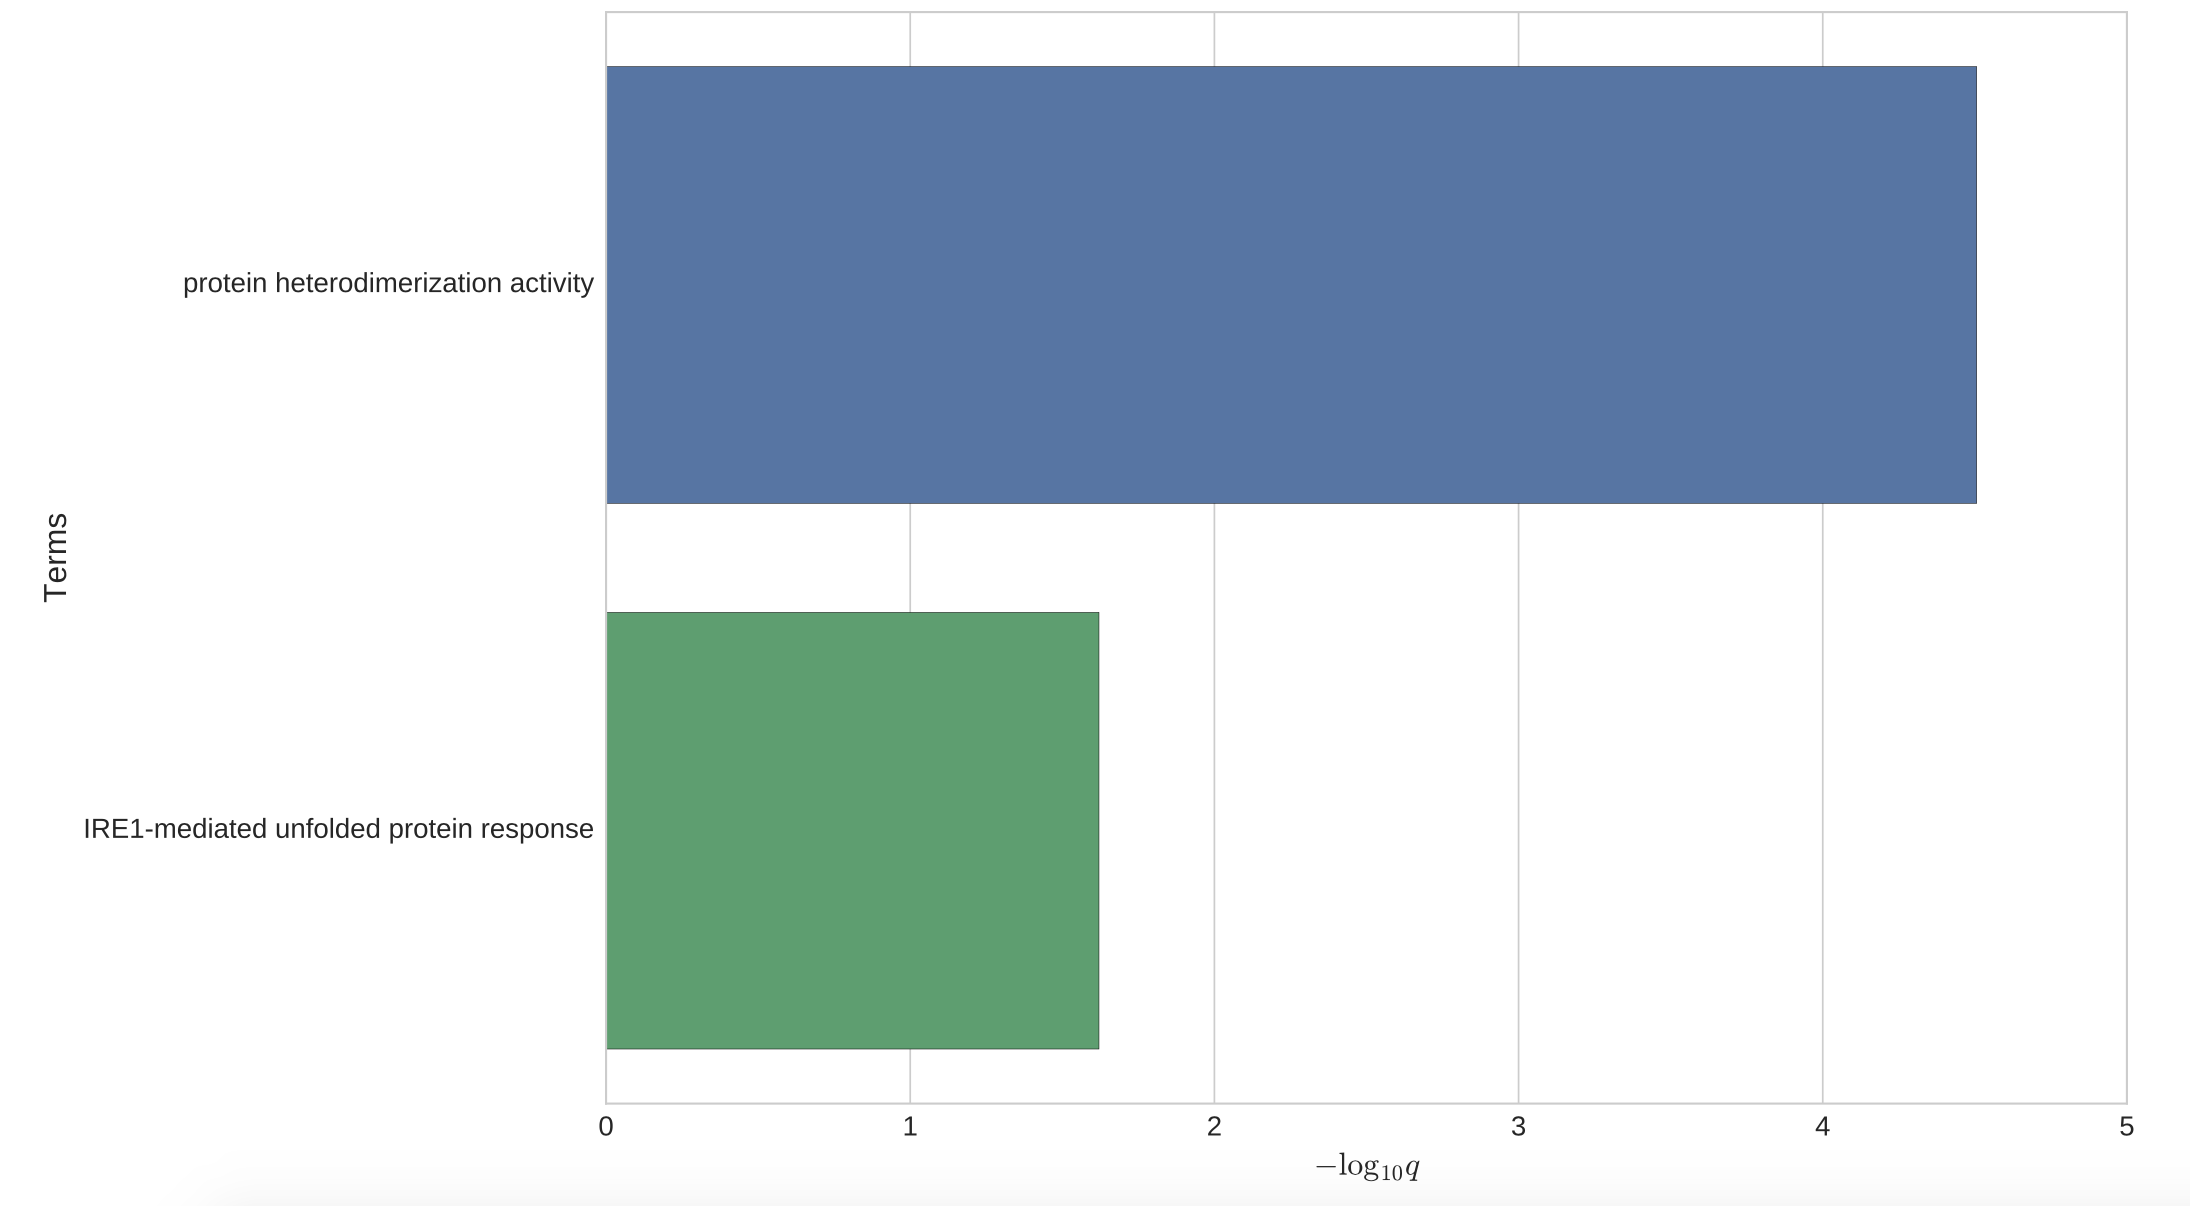 protein heterodimerization activity
Terms
IRE1-mediated unfolded protein response
0 1 2 3 4 5
−log₁₀q